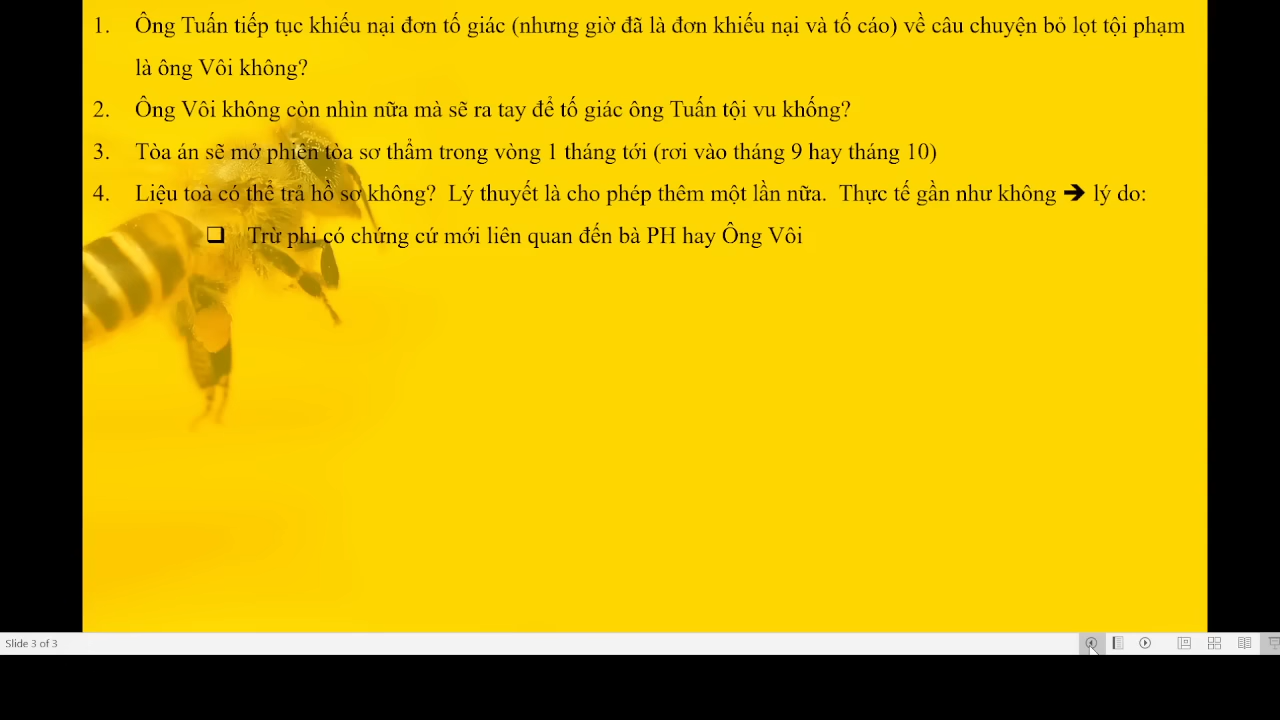 1. Ông Tuấn tiếp tục khiếu nại đơn tố giác (nhưng giờ đã là đơn khiếu nại và tố cáo) về câu chuyện bỏ lọt tội phạm
là ông Vôi không?
2. Ông Vôi không còn nhìn nữa mà sẽ ra tay để tố giác ông Tuấn tội vu khống?
3. Tòa án sẽ mở phiên tòa sơ thẩm trong vòng 1 tháng tới (rơi vào tháng 9 hay tháng 10)
4. Liệu toà có thể trả hồ sơ không? Lý thuyết là cho phép thêm một lần nữa. Thực tế gần như không ➔ lý do:
❑ Trừ phi có chứng cứ mới liên quan đến bà PH hay Ông Vôi
Slide 3 of 3